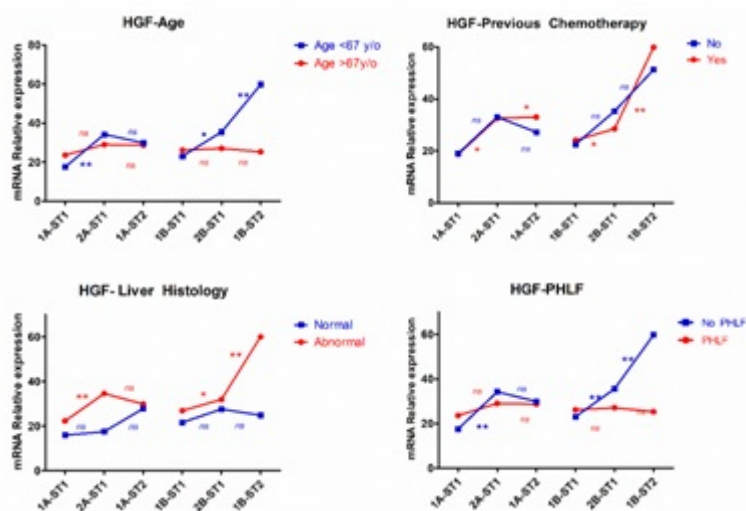 HGF-Age
Age <67 y/o
Age >67y/o
mRNA Relative expression
80
60
40
20
0
ns
ns
**
*
**
ns
ns
ns
1A-ST1
2A-ST1
1A-ST2
1B-ST1
2B-ST1
1B-ST2
HGF-Previous Chemotherapy
No
Yes
mRNA Relative expression
60
40
20
0
ns
*
*
ns
ns
*
ns
**
1A-ST1
2A-ST1
1A-ST2
1B-ST1
2B-ST1
1B-ST2
HGF- Liver Histology
Normal
Abnormal
mRNA Relative expression
60
40
20
0
**
ns
ns
ns
*
**
ns
ns
1A-ST1
2A-ST1
1A-ST2
1B-ST1
2B-ST1
1B-ST2
HGF-PHLF
No PHLF
PHLF
mRNA Relative expression
60
40
20
0
ns
ns
**
ns
**
**
ns
1A-ST1
2A-ST1
1A-ST2
1B-ST1
2B-ST1
1B-ST2